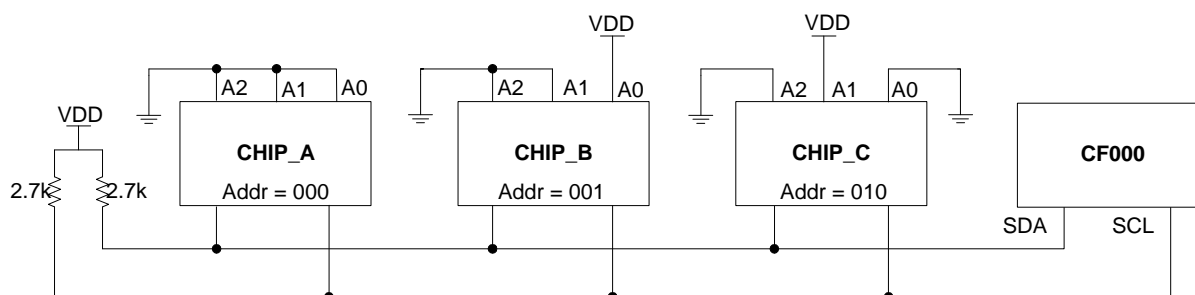 VDD
VDD
A2 A1 A0
A2 A1 A0
A2 A1 A0
VDD
CHIP_A
CHIP_B
CHIP_C
CF000
2.7k
2.7k
Addr = 000
Addr = 001
Addr = 010
SDA
SCL